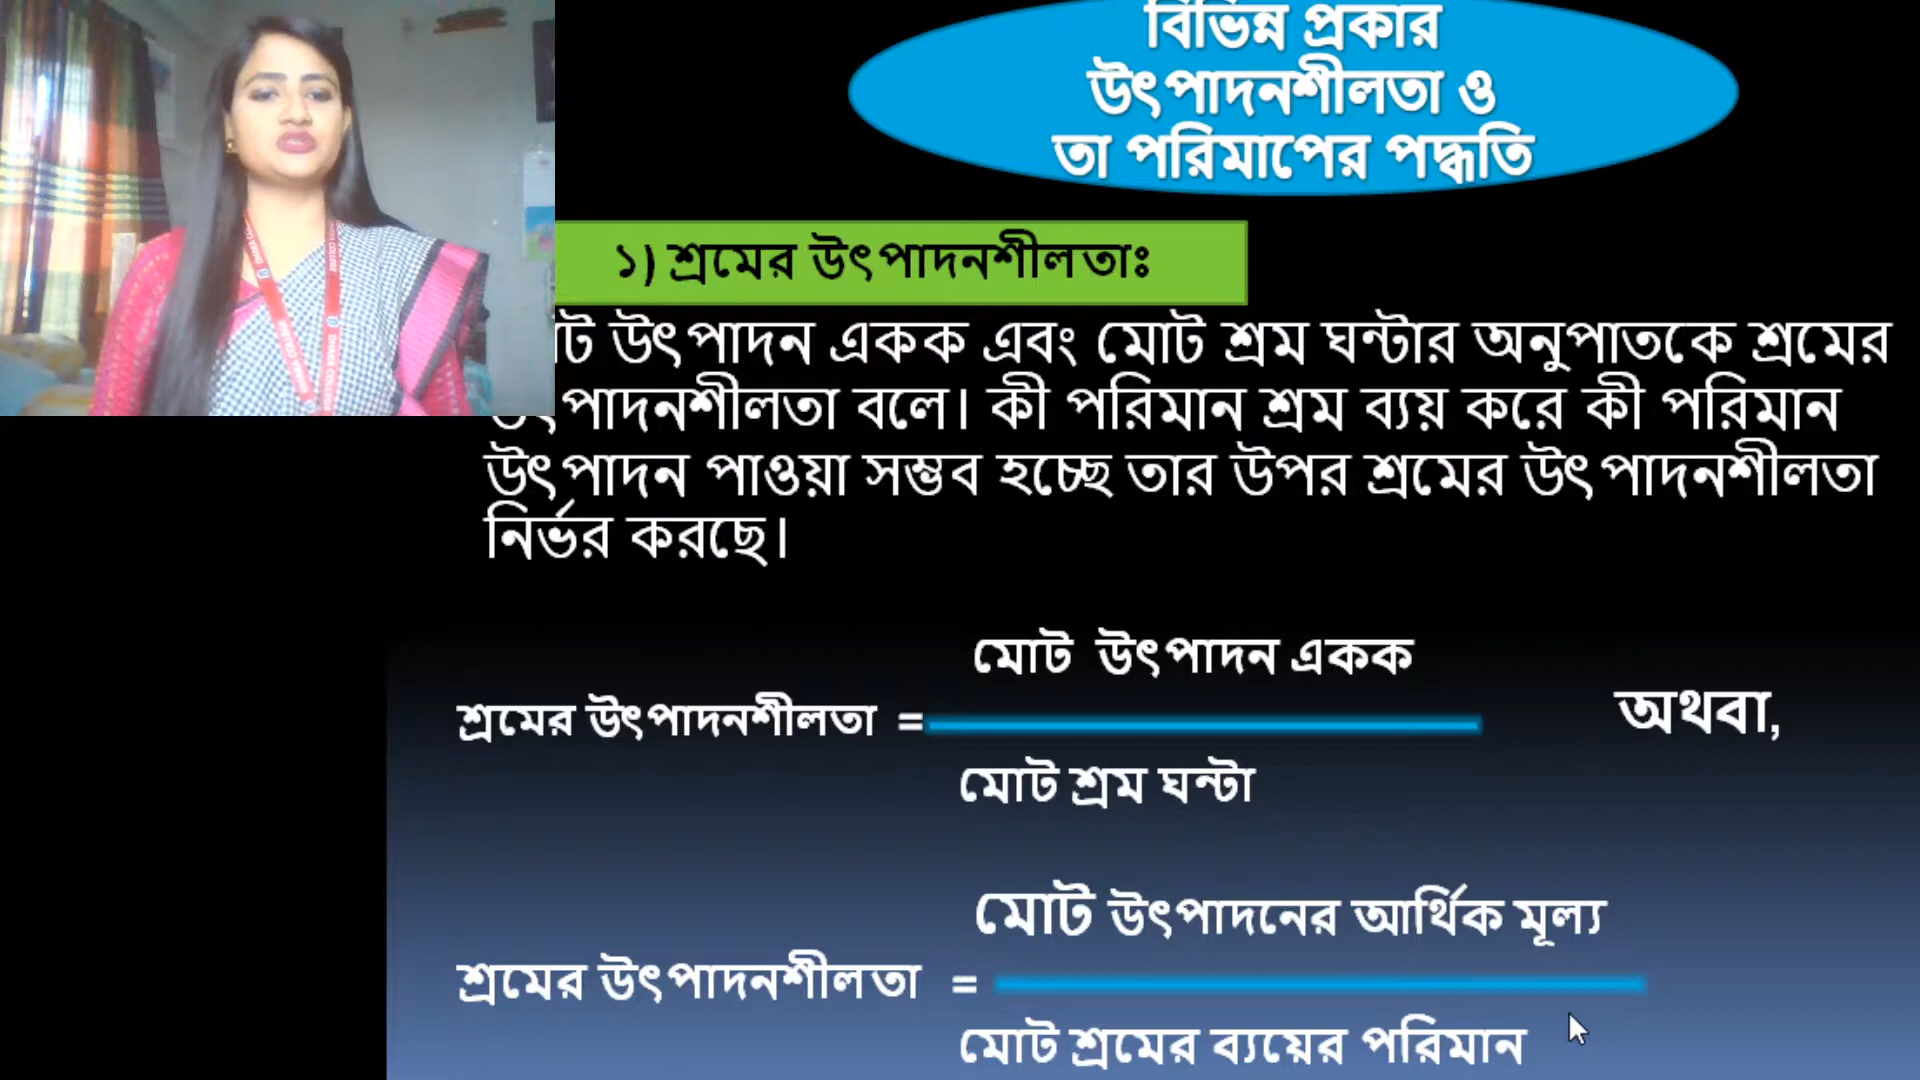 বিভিন্ন প্রকার
উৎপাদনশীলতা ও
তা পরিমাপের পদ্ধতি
১) শ্রমের উৎপাদনশীলতাঃ
উৎপাদন একক এবং মোট শ্রম ঘন্টার অনুপাতকে শ্রমের
উৎপাদনশীলতা বলে। কী পরিমান শ্রম ব্যয় করে কী পরিমান
উৎপাদন পাওয়া সম্ভব হচ্ছে তার উপর শ্রমের উৎপাদনশীলতা
নির্ভর করছে।
মোট উৎপাদন একক
শ্রমের উৎপাদনশীলতা = অথবা,
মোট শ্রম ঘন্টা
মোট উৎপাদনের আর্থিক মূল্য
শ্রমের উৎপাদনশীলতা =
মোট শ্রমের ব্যয়ের পরিমান